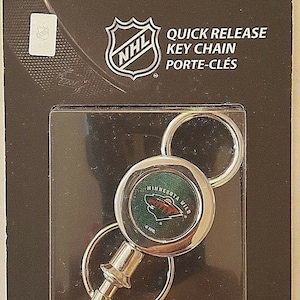 NHL
QUICK RELEASE
KEY CHAIN
PORTE-CLÉS
MINNESOTA WILD